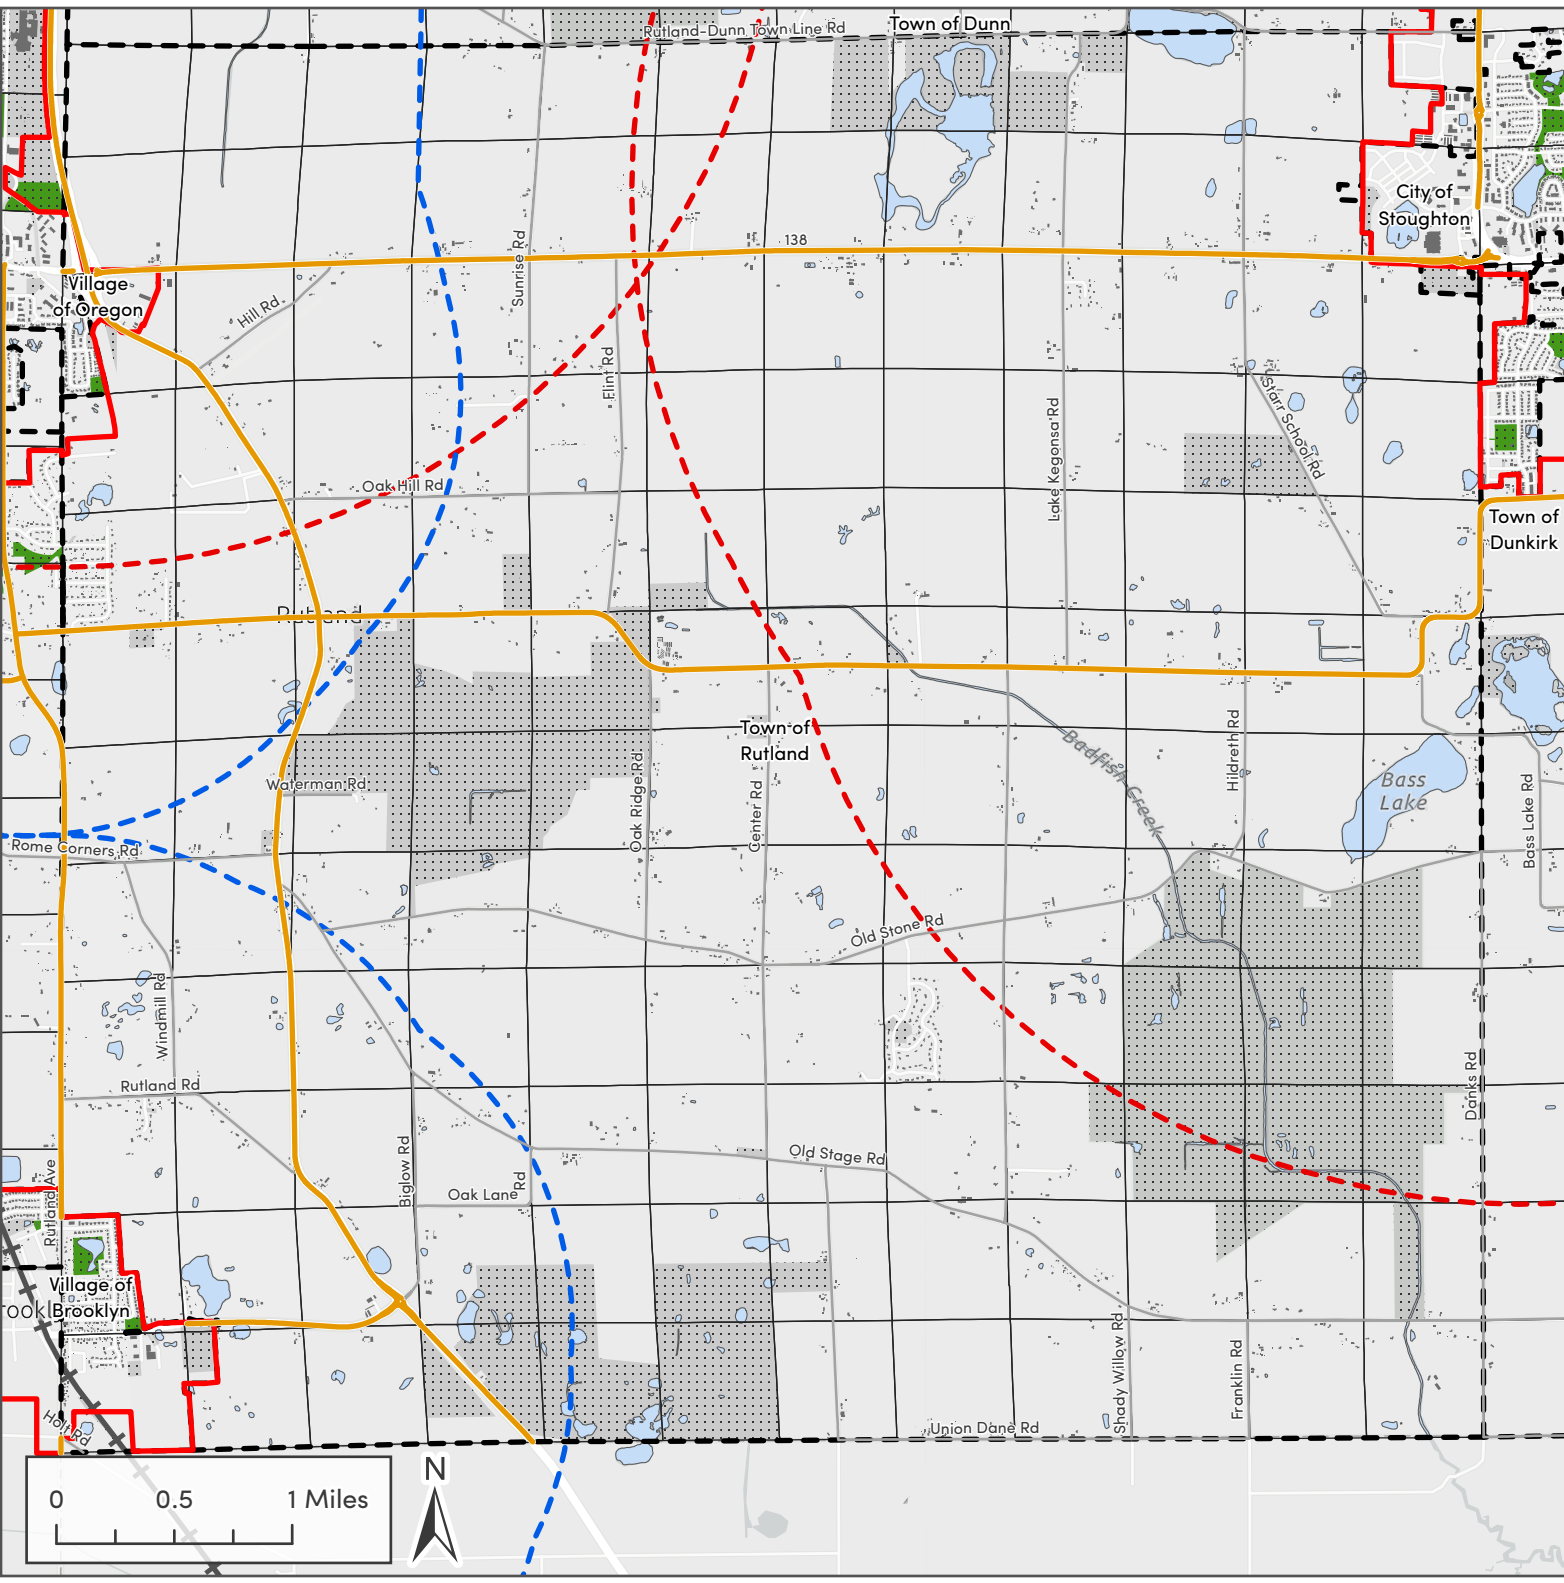 Town of Dunn
Rutland-Dunn Town Line Rd
City of
Stoughton
138
Sunrise Rd
Village
of Oregon
Hill Rd
Flint Rd
Starr School Rd
Lake Kegonsa Rd
Oak Hill Rd
Town of
Dunkirk
Rutland
Town of
Rutland
Badfish Creek
Hildreth Rd
Bass
Lake
Bass Lake Rd
Waterman Rd
Oak Ridge Rd
Center Rd
Rome Corners Rd
Old Stone Rd
Windmill Rd
Rutland Rd
Danks Rd
Rutland Ave
Biglow Rd
Old Stage Rd
Oak Lane
Rd
Village of
Brooklyn
rookl
Shady Willow Rd
Franklin Rd
Holt Rd
Union Dane Rd
N
0 0.5 1 Miles